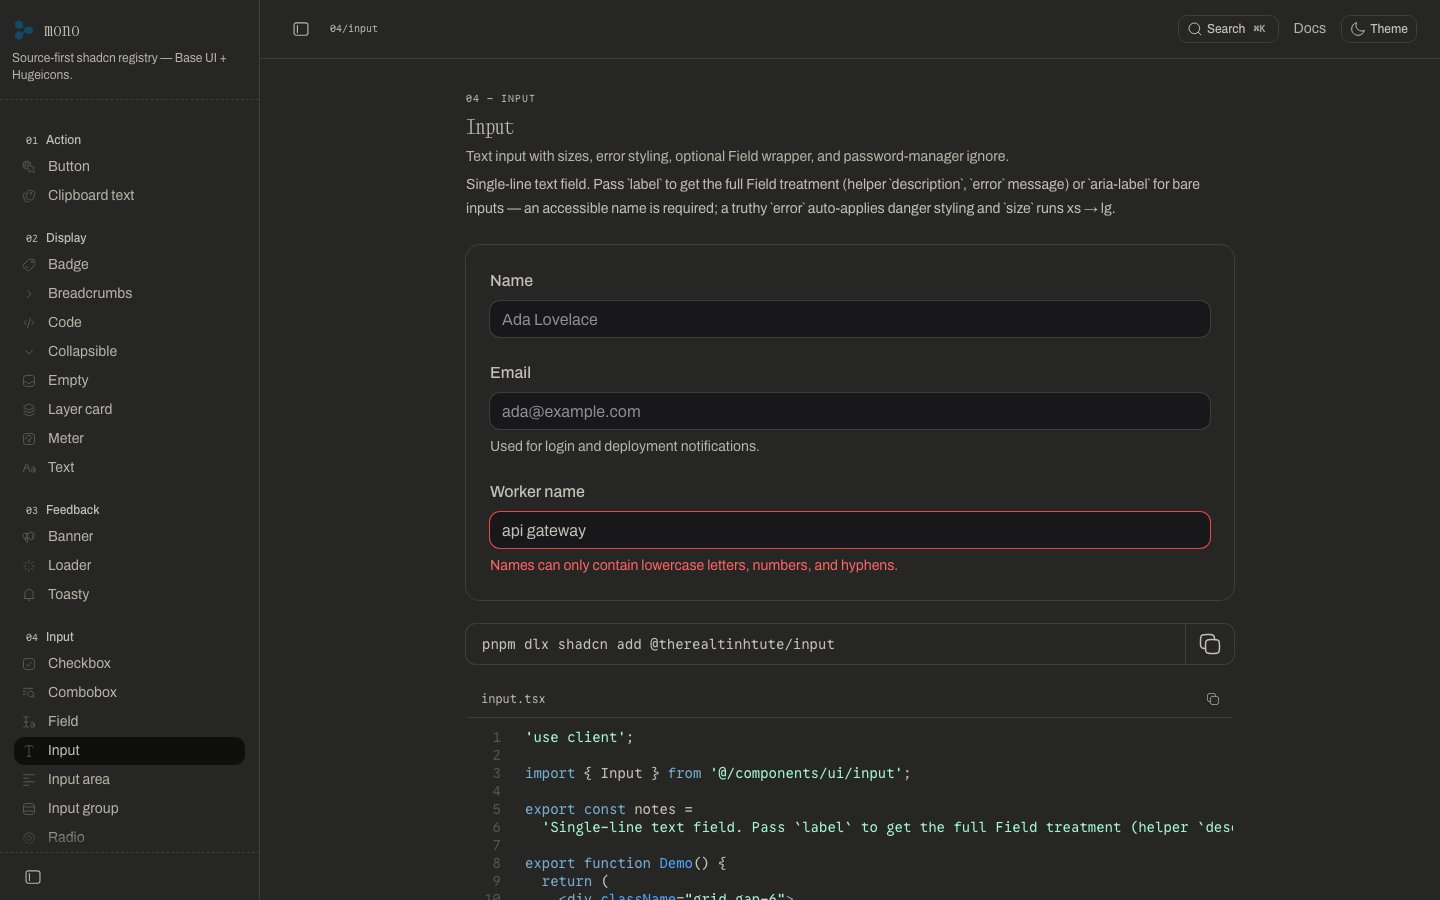 mono
Source-first shadcn registry — Base UI +
Hugeicons.
01 Action
Button
Clipboard text
02 Display
Badge
Breadcrumbs
Code
Collapsible
Empty
Layer card
Meter
Text
03 Feedback
Banner
Loader
Toasty
04 Input
Checkbox
Combobox
Field
Input
Input area
Input group
Radio
04/input
Search ⌘K
Docs
Theme
04 — INPUT
Input
Text input with sizes, error styling, optional Field wrapper, and password-manager ignore.
Single-line text field. Pass `label` to get the full Field treatment (helper `description`, `error` message) or `aria-label` for bare
inputs — an accessible name is required; a truthy `error` auto-applies danger styling and `size` runs xs → lg.
Name
Ada Lovelace
Email
ada@example.com
Used for login and deployment notifications.
Worker name
api gateway
Names can only contain lowercase letters, numbers, and hyphens.
pnpm dlx shadcn add @therealtinhtute/input
input.tsx
1 'use client';
2
3 import { Input } from '@/components/ui/input';
4
5 export const notes =
6 'Single-line text field. Pass `label` to get the full Field treatment (helper `desc
7
8 export function Demo() {
9 return (
10 <div className="grid gap-6">